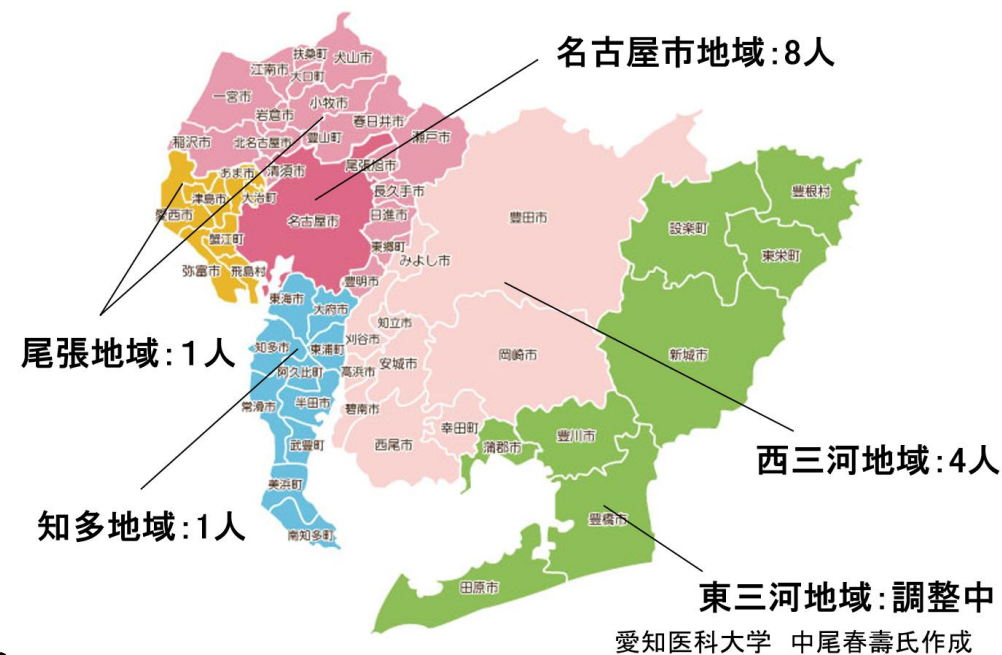 名古屋市地域:8人
扶桑町
犬山市
江南市
大口町
一宮市
小牧市
岩倉市
春日井市
稲沢市
北名古屋市
豊山町
瀬戸市
あま市
清須市
尾張旭市
津島市
大治町
長久手市
愛西市
名古屋市
日進市
豊田市
豊根村
設楽町
蟹江町
東郷町
みよし市
東栄町
弥富市
飛島村
豊明市
東海市
大府市
知立市
尾張地域:1人
知多市
東浦町
刈谷市
岡崎市
新城市
阿久比町
高浜市
安城市
常滑市
半田市
碧南市
幸田町
豊川市
武豊町
西尾市
蒲郡市
西三河地域:4人
美浜町
知多地域:1人
豊橋市
南知多町
田原市
東三河地域:調整中
愛知医科大学 中尾春壽氏作成